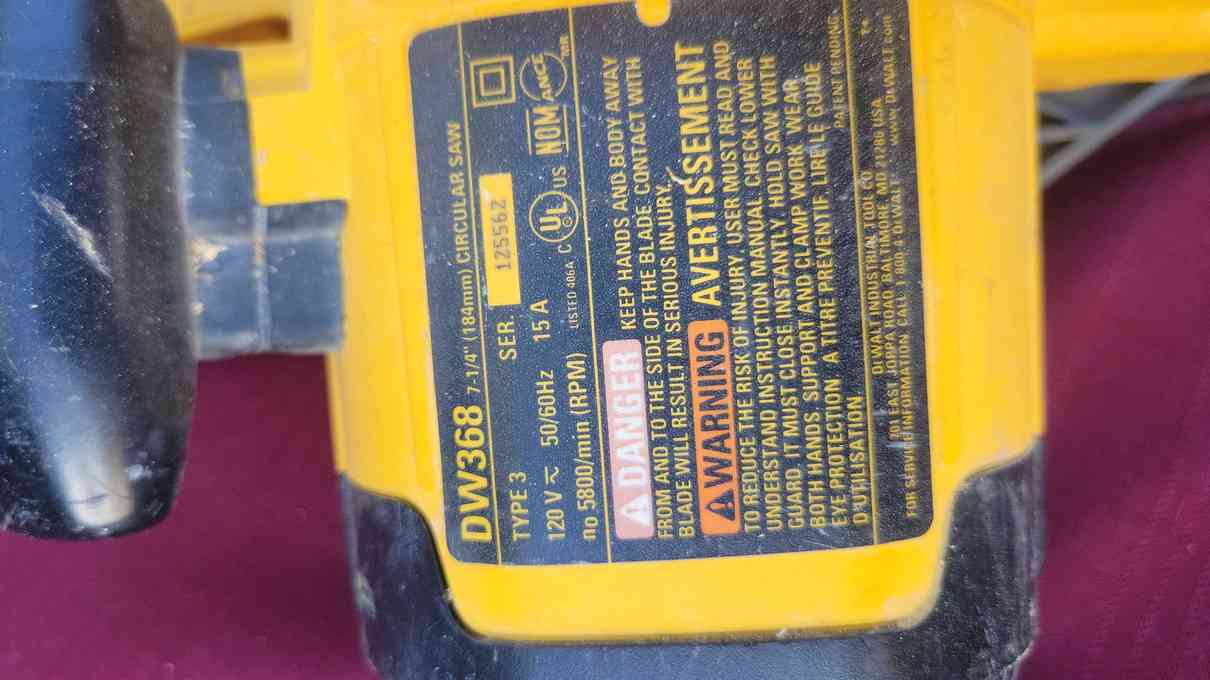 DW368 7-1/4" (184mm) CIRCULAR SAW
TYPE 3 SER. 125562
120 V ⎓ 50/60Hz 15 A
no 5800/min (RPM) LISTED 406A C UL US NOM ANCE MR
DANGER KEEP HANDS AND BODY AWAY
FROM AND TO THE SIDE OF THE BLADE. CONTACT WITH
BLADE WILL RESULT IN SERIOUS INJURY.
WARNING AVERTISSEMENT
TO REDUCE THE RISK OF INJURY, USER MUST READ AND
UNDERSTAND INSTRUCTION MANUAL. CHECK LOWER
GUARD, IT MUST CLOSE INSTANTLY. HOLD SAW WITH
BOTH HANDS. SUPPORT AND CLAMP WORK. WEAR
EYE PROTECTION. A TITRE PRÉVENTIF, LIRE LE GUIDE
D'UTILISATION PATENT PENDING
DEWALT INDUSTRIAL TOOL CO.
701 EAST JOPPA ROAD BALTIMORE, MD 21286 USA
FOR SERVICE INFORMATION CALL 1 800-4-DEWALT www.DeWALT.com